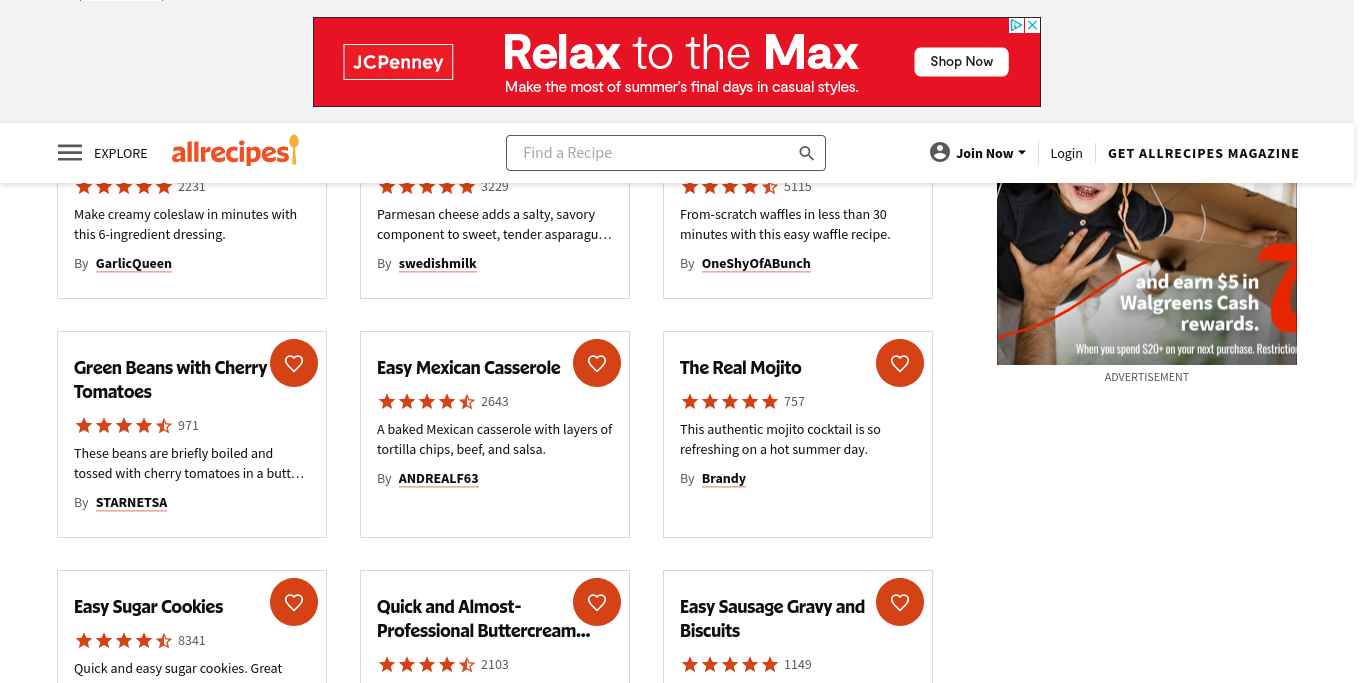 JCPenney
Relax to the Max
Make the most of summer's final days in casual styles.
Shop Now
EXPLORE
allrecipes
Find a Recipe
Join Now
Login
GET ALLRECIPES MAGAZINE
2231
Make creamy coleslaw in minutes with
this 6-ingredient dressing.
By GarlicQueen
3229
Parmesan cheese adds a salty, savory
component to sweet, tender asparagu…
By swedishmilk
5115
From-scratch waffles in less than 30
minutes with this easy waffle recipe.
By OneShyOfABunch
and earn $5 in
Walgreens Cash
rewards.
When you spend $20+ on your next purchase.
ADVERTISEMENT
Green Beans with Cherry
Tomatoes
971
These beans are briefly boiled and
tossed with cherry tomatoes in a butt…
By STARNETSA
Easy Mexican Casserole
2643
A baked Mexican casserole with layers of
tortilla chips, beef, and salsa.
By ANDREALF63
The Real Mojito
757
This authentic mojito cocktail is so
refreshing on a hot summer day.
By Brandy
Easy Sugar Cookies
8341
Quick and easy sugar cookies. Great
Quick and Almost-
Professional Buttercream...
2103
Easy Sausage Gravy and
Biscuits
1149